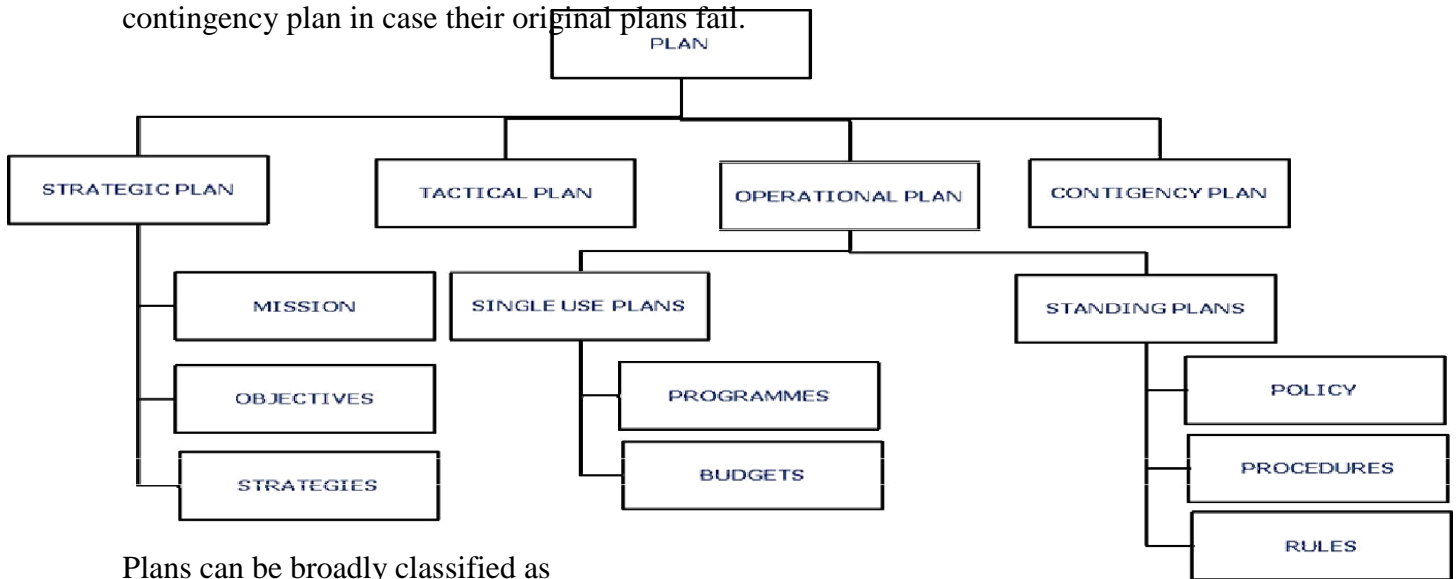 contingency plan in case their original plans fail.
PLAN
STRATEGIC PLAN
TACTICAL PLAN
OPERATIONAL PLAN
CONTIGENCY PLAN
MISSION
SINGLE USE PLANS
STANDING PLANS
OBJECTIVES
PROGRAMMES
POLICY
STRATEGIES
BUDGETS
PROCEDURES
RULES
Plans can be broadly classified as